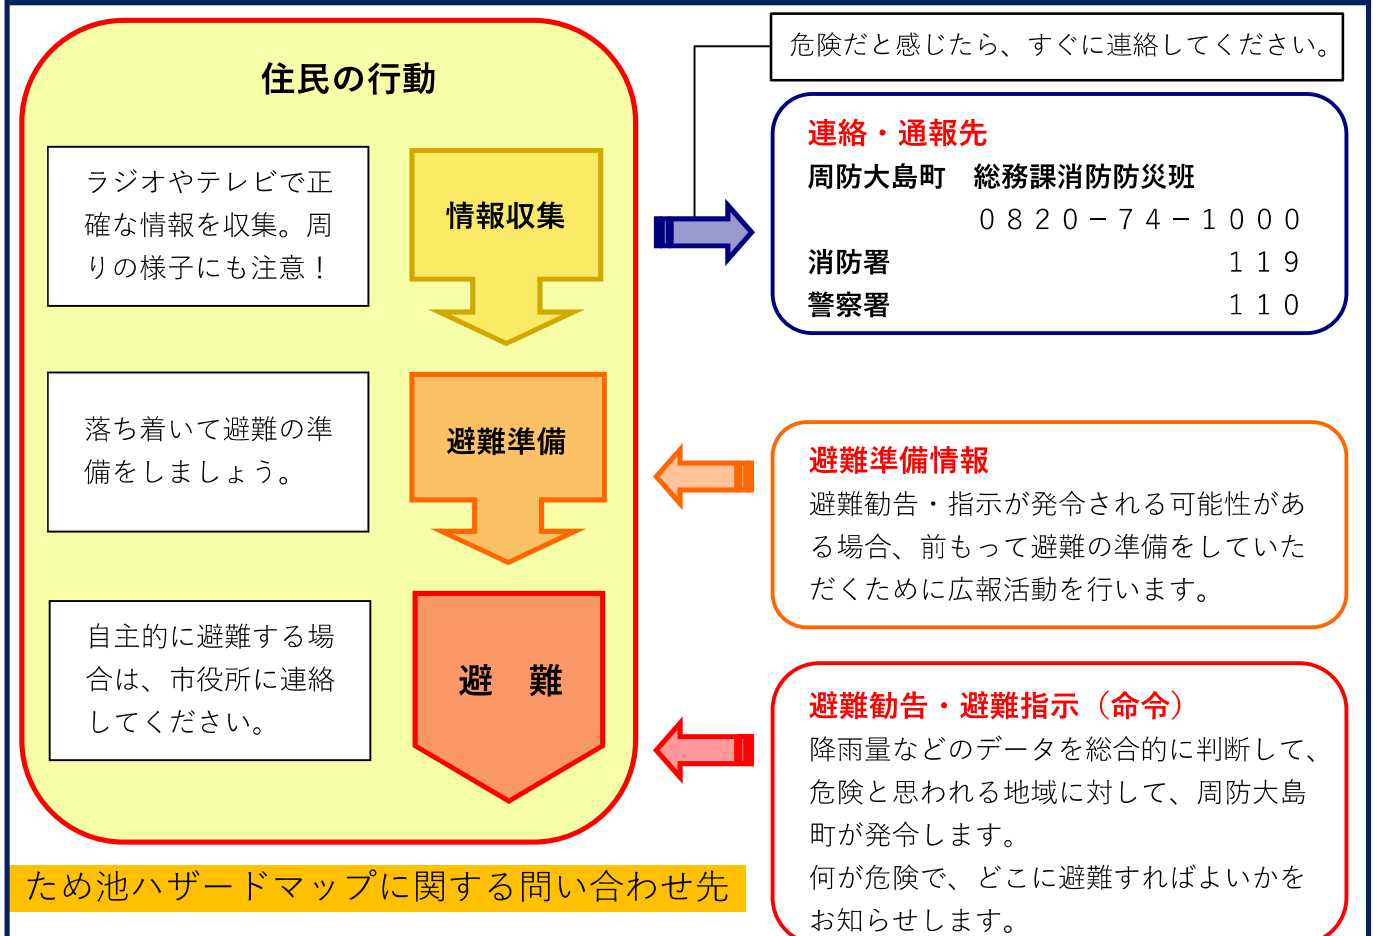 住民の行動
ラジオやテレビで正
確な情報を収集。周
りの様子にも注意！
情報収集
落ち着いて避難の準
備をしましょう。
避難準備
自主的に避難する場
合は、市役所に連絡
してください。
避　難
危険だと感じたら、すぐに連絡してください。
連絡・通報先
周防大島町　総務課消防防災班
０８２０－７４－１０００
消防署　１１９
警察署　１１０
避難準備情報
避難勧告・指示が発令される可能性があ
る場合、前もって避難の準備をしていた
だくために広報活動を行います。
避難勧告・避難指示（命令）
降雨量などのデータを総合的に判断して、
危険と思われる地域に対して、周防大島
町が発令します。
何が危険で、どこに避難すればよいかを
お知らせします。
ため池ハザードマップに関する問い合わせ先